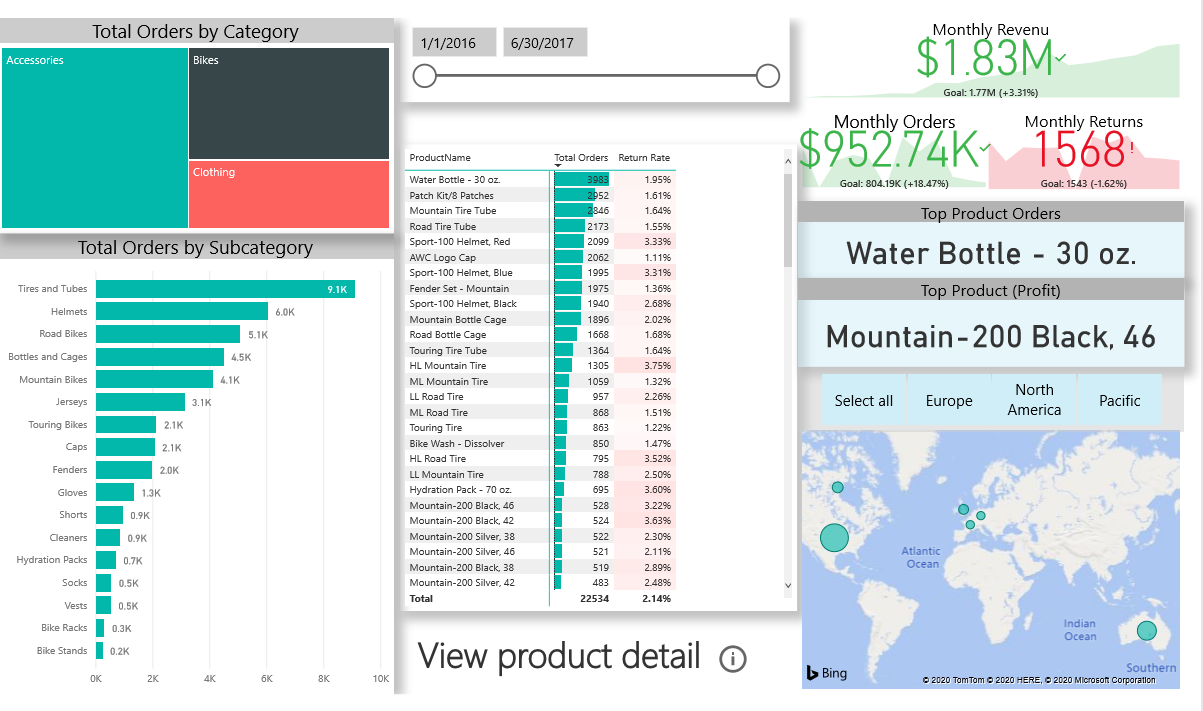 Total Orders by Category
Accessories
Bikes
Clothing
Total Orders by Subcategory
Tires and Tubes 9.1K
Helmets 6.0K
Road Bikes 5.1K
Bottles and Cages 4.5K
Mountain Bikes 4.1K
Jerseys 3.1K
Touring Bikes 2.1K
Caps 2.1K
Fenders 2.0K
Gloves 1.3K
Shorts 0.9K
Cleaners 0.9K
Hydration Packs 0.7K
Socks 0.5K
Vests 0.5K
Bike Racks 0.3K
Bike Stands 0.2K
0K 2K 4K 6K 8K 10K
1/1/2016 6/30/2017
ProductName Total Orders Return Rate
Water Bottle - 30 oz. 3983 1.95%
Patch Kit/8 Patches 2952 1.61%
Mountain Tire Tube 2846 1.64%
Road Tire Tube 2173 1.55%
Sport-100 Helmet, Red 2099 3.33%
AWC Logo Cap 2062 1.11%
Sport-100 Helmet, Blue 1995 3.31%
Fender Set - Mountain 1975 1.36%
Sport-100 Helmet, Black 1940 2.68%
Mountain Bottle Cage 1896 2.02%
Road Bottle Cage 1668 1.68%
Touring Tire Tube 1364 1.64%
HL Mountain Tire 1305 3.75%
ML Mountain Tire 1059 1.32%
LL Road Tire 957 2.26%
ML Road Tire 868 1.51%
Touring Tire 863 1.22%
Bike Wash - Dissolver 850 1.47%
HL Road Tire 795 3.52%
LL Mountain Tire 788 2.50%
Hydration Pack - 70 oz. 695 3.60%
Mountain-200 Black, 46 528 3.22%
Mountain-200 Black, 42 524 3.63%
Mountain-200 Silver, 38 522 2.30%
Mountain-200 Silver, 46 521 2.11%
Mountain-200 Black, 38 519 2.89%
Mountain-200 Silver, 42 483 2.48%
Total 22534 2.14%
View product detail
Monthly Revenu
$1.83M
Goal: 1.77M (+3.31%)
Monthly Orders
$952.74K
Goal: 804.19K (+18.47%)
Monthly Returns
1568!
Goal: 1543 (-1.62%)
Top Product Orders
Water Bottle - 30 oz.
Top Product (Profit)
Mountain-200 Black, 46
Select all
Europe
North
America
Pacific
Atlantic
Ocean
Indian
Ocean
Southern
Bing
© 2020 TomTom © 2020 HERE, © 2020 Microsoft Corporation